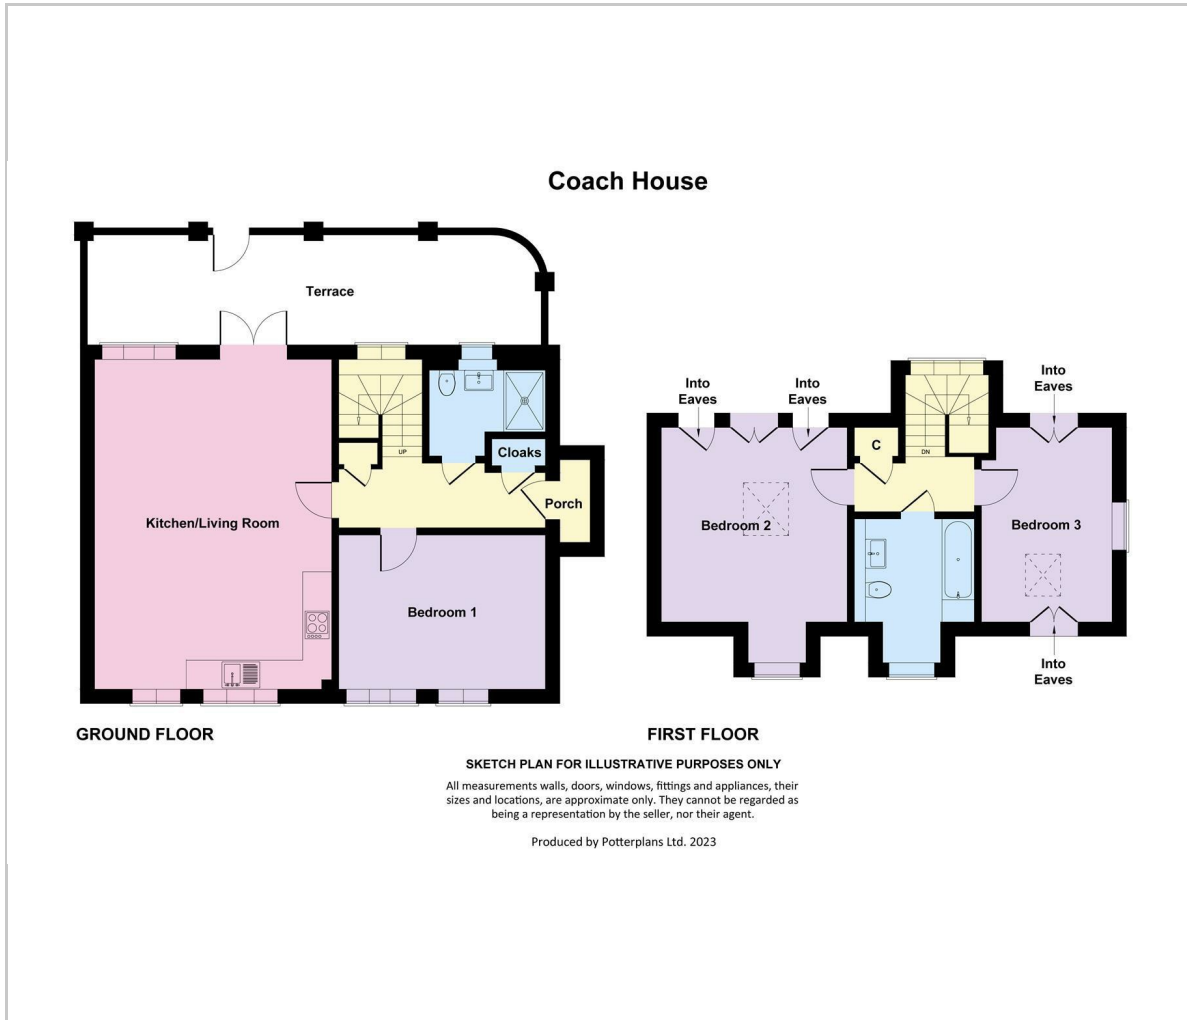 Coach House
Terrace
Kitchen/Living Room
UP
Cloaks
Porch
Bedroom 1
GROUND FLOOR
Into
Eaves
Into
Eaves
Into
Eaves
C
DN
Bedroom 2
Bedroom 3
Into
Eaves
FIRST FLOOR
SKETCH PLAN FOR ILLUSTRATIVE PURPOSES ONLY
All measurements walls, doors, windows, fittings and appliances, their
sizes and locations, are approximate only. They cannot be regarded as
being a representation by the seller, nor their agent.
Produced by Potterplans Ltd. 2023